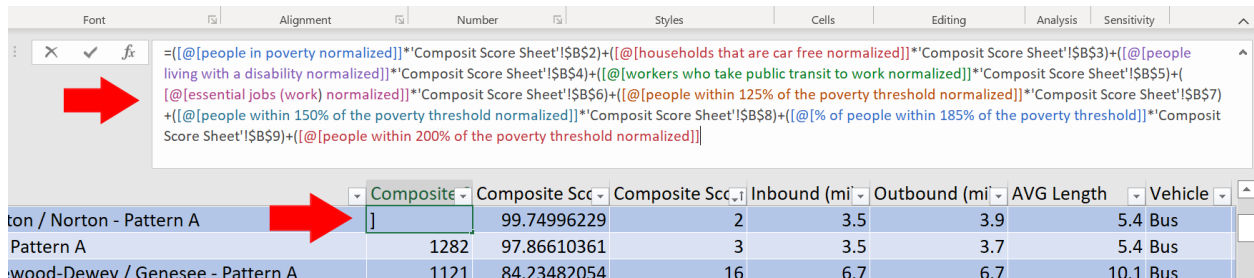 Font Alignment Number Styles Cells Editing Analysis Sensitivity
fx =([@[people in poverty normalized]]*'Composit Score Sheet'!$B$2)+([@[households that are car free normalized]]*'Composit Score Sheet'!$B$3)+([@[people
living with a disability normalized]]*'Composit Score Sheet'!$B$4)+([@[workers who take public transit to work normalized]]*'Composit Score Sheet'!$B$5)+(
[@[essential jobs (work) normalized]]*'Composit Score Sheet'!$B$6)+([@[people within 125% of the poverty threshold normalized]]*'Composit Score Sheet'!$B$7)
+([@[people within 150% of the poverty threshold normalized]]*'Composit Score Sheet'!$B$8)+([@[% of people within 185% of the poverty threshold]]*'Composit
Score Sheet'!$B$9)+([@[people within 200% of the poverty threshold normalized]]
Composite Composite Sco Composite Sco Inbound (mi Outbound (mi AVG Length Vehicle
ton / Norton - Pattern A ] 99.74996229 2 3.5 3.9 5.4 Bus
Pattern A 1282 97.86610361 3 3.5 3.7 5.4 Bus
ewood-Dewey / Genesee - Pattern A 1121 84.23482054 16 6.7 6.7 10.1 Bus